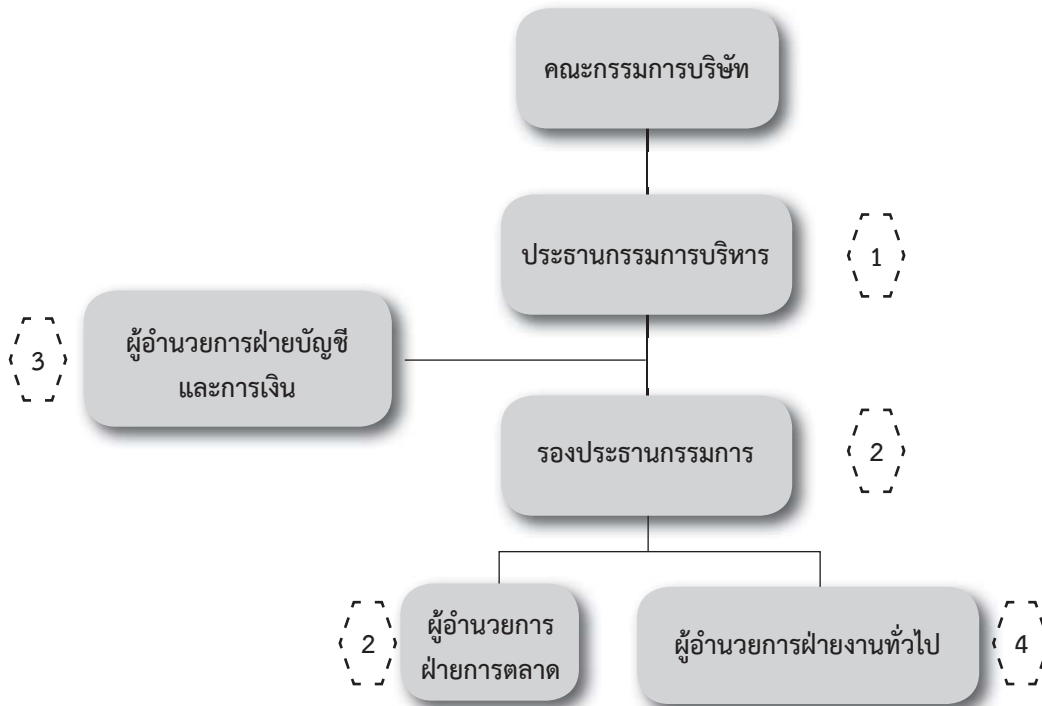 คณะกรรมการบริษัท
ประธานกรรมการบริหาร
1
3
ผู้อำนวยการฝ่ายบัญชี
และการเงิน
รองประธานกรรมการ
2
2
ผู้อำนวยการ
ฝ่ายการตลาด
ผู้อำนวยการฝ่ายงานทั่วไป
4